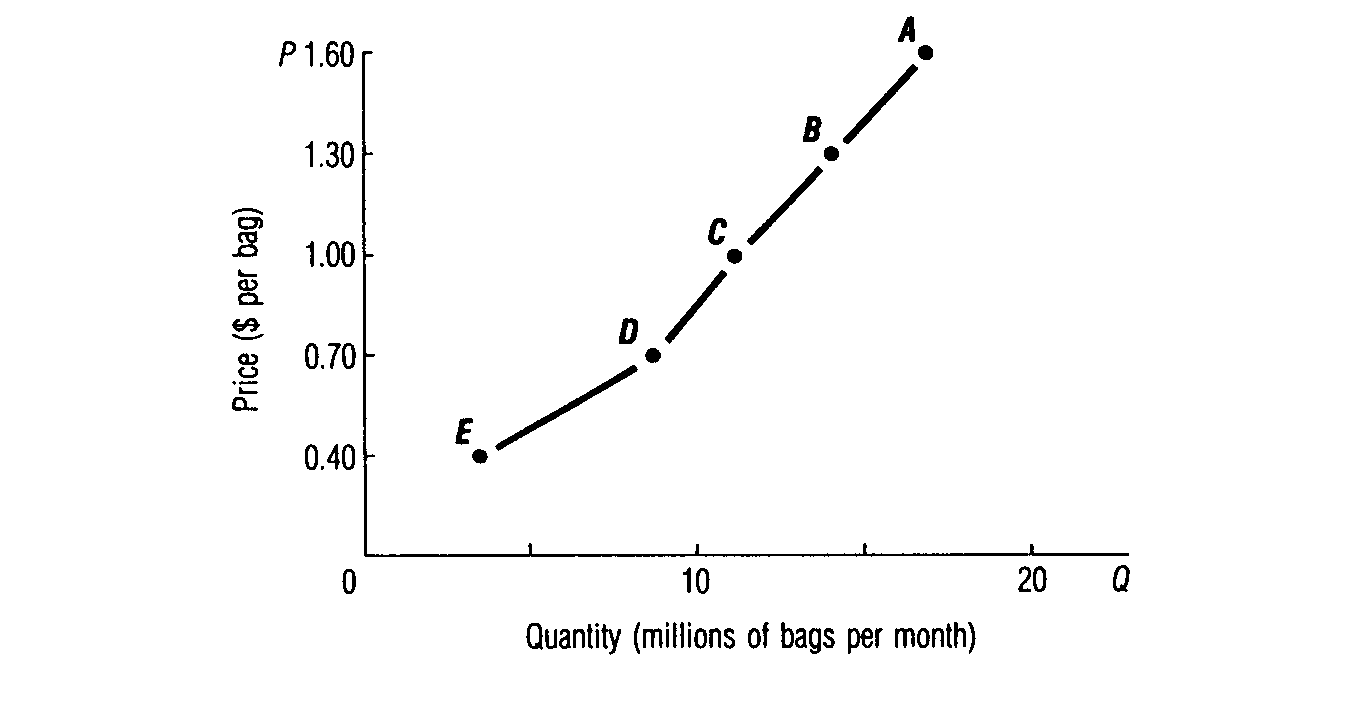 A
P 1.60
B
1.30
C
1.00
D
0.70
E
0.40
Price ($ per bag)
0 10 20 Q
Quantity (millions of bags per month)